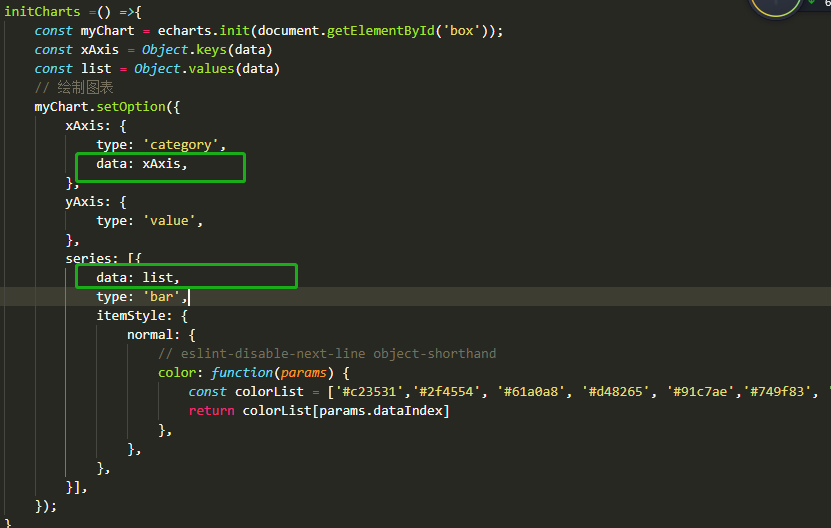 6
initCharts =() =>{
const myChart = echarts.init(document.getElementById('box'));
const xAxis = Object.keys(data)
const list = Object.values(data)
// 绘制图表
myChart.setOption({
xAxis: {
type: 'category',
data: xAxis,
},
yAxis: {
type: 'value',
},
series: [{
data: list,
type: 'bar',
itemStyle: {
normal: {
// eslint-disable-next-line object-shorthand
color: function(params) {
const colorList = ['#c23531','#2f4554', '#61a0a8', '#d48265', '#91c7ae','#749f83', '
return colorList[params.dataIndex]
},
},
},
}],
});
}